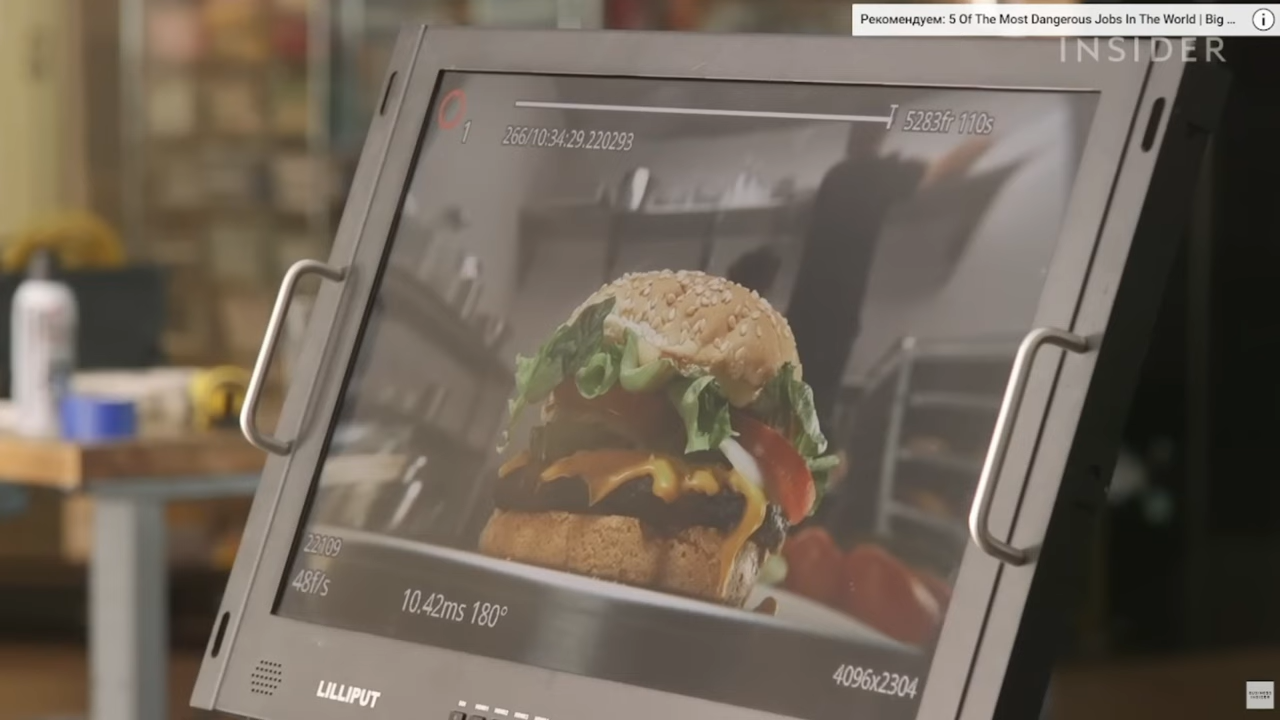 Рекомендуем: 5 Of The Most Dangerous Jobs In The World | Big ...
INSIDER
1
266/10:34:29.220293
5283fr 110s
22109
48f/s
10.42ms 180°
4096x2304
LILLIPUT